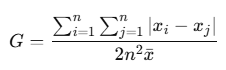 G = \frac{\sum_{i=1}^{n} \sum_{j=1}^{n} |x_i - x_j|}{2n^2 \bar{x}}